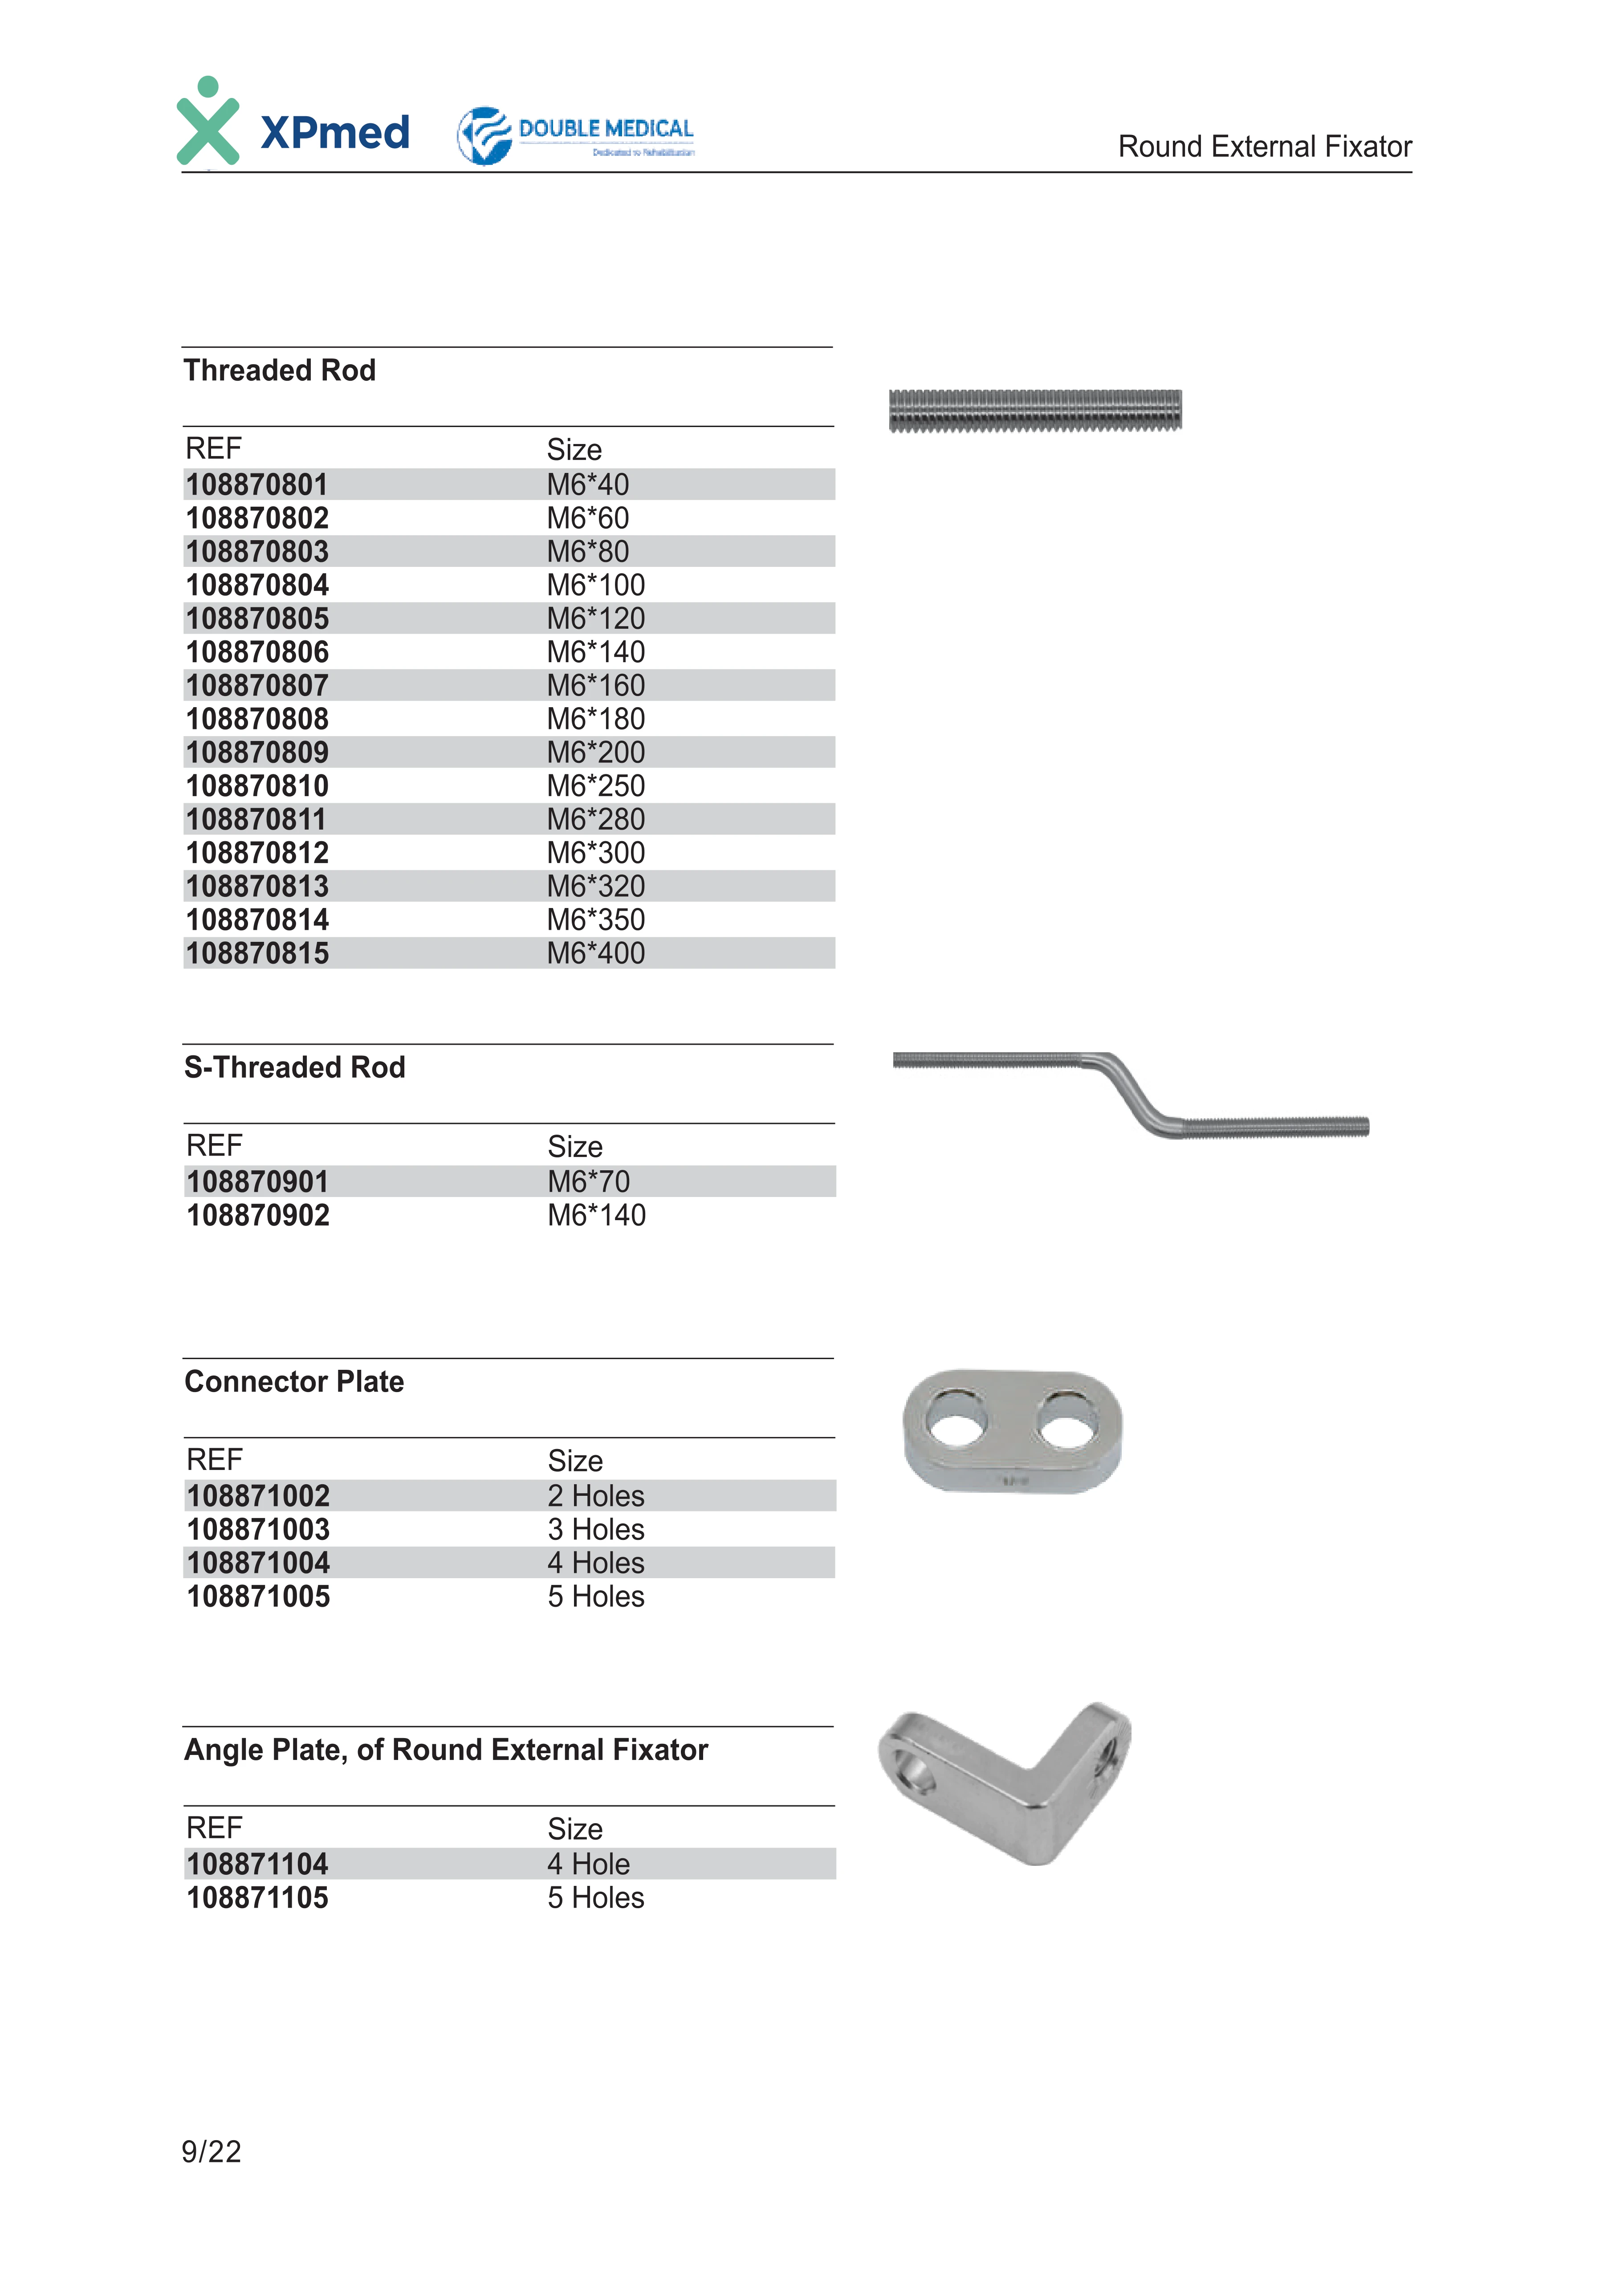 XPmed
DOUBLE MEDICAL
Dedicated to Rehabilitation
Round External Fixator
Threaded Rod
REF Size
108870801 M6*40
108870802 M6*60
108870803 M6*80
108870804 M6*100
108870805 M6*120
108870806 M6*140
108870807 M6*160
108870808 M6*180
108870809 M6*200
108870810 M6*250
108870811 M6*280
108870812 M6*300
108870813 M6*320
108870814 M6*350
108870815 M6*400
S-Threaded Rod
REF Size
108870901 M6*70
108870902 M6*140
Connector Plate
REF Size
108871002 2 Holes
108871003 3 Holes
108871004 4 Holes
108871005 5 Holes
Angle Plate, of Round External Fixator
REF Size
108871104 4 Hole
108871105 5 Holes
9/22